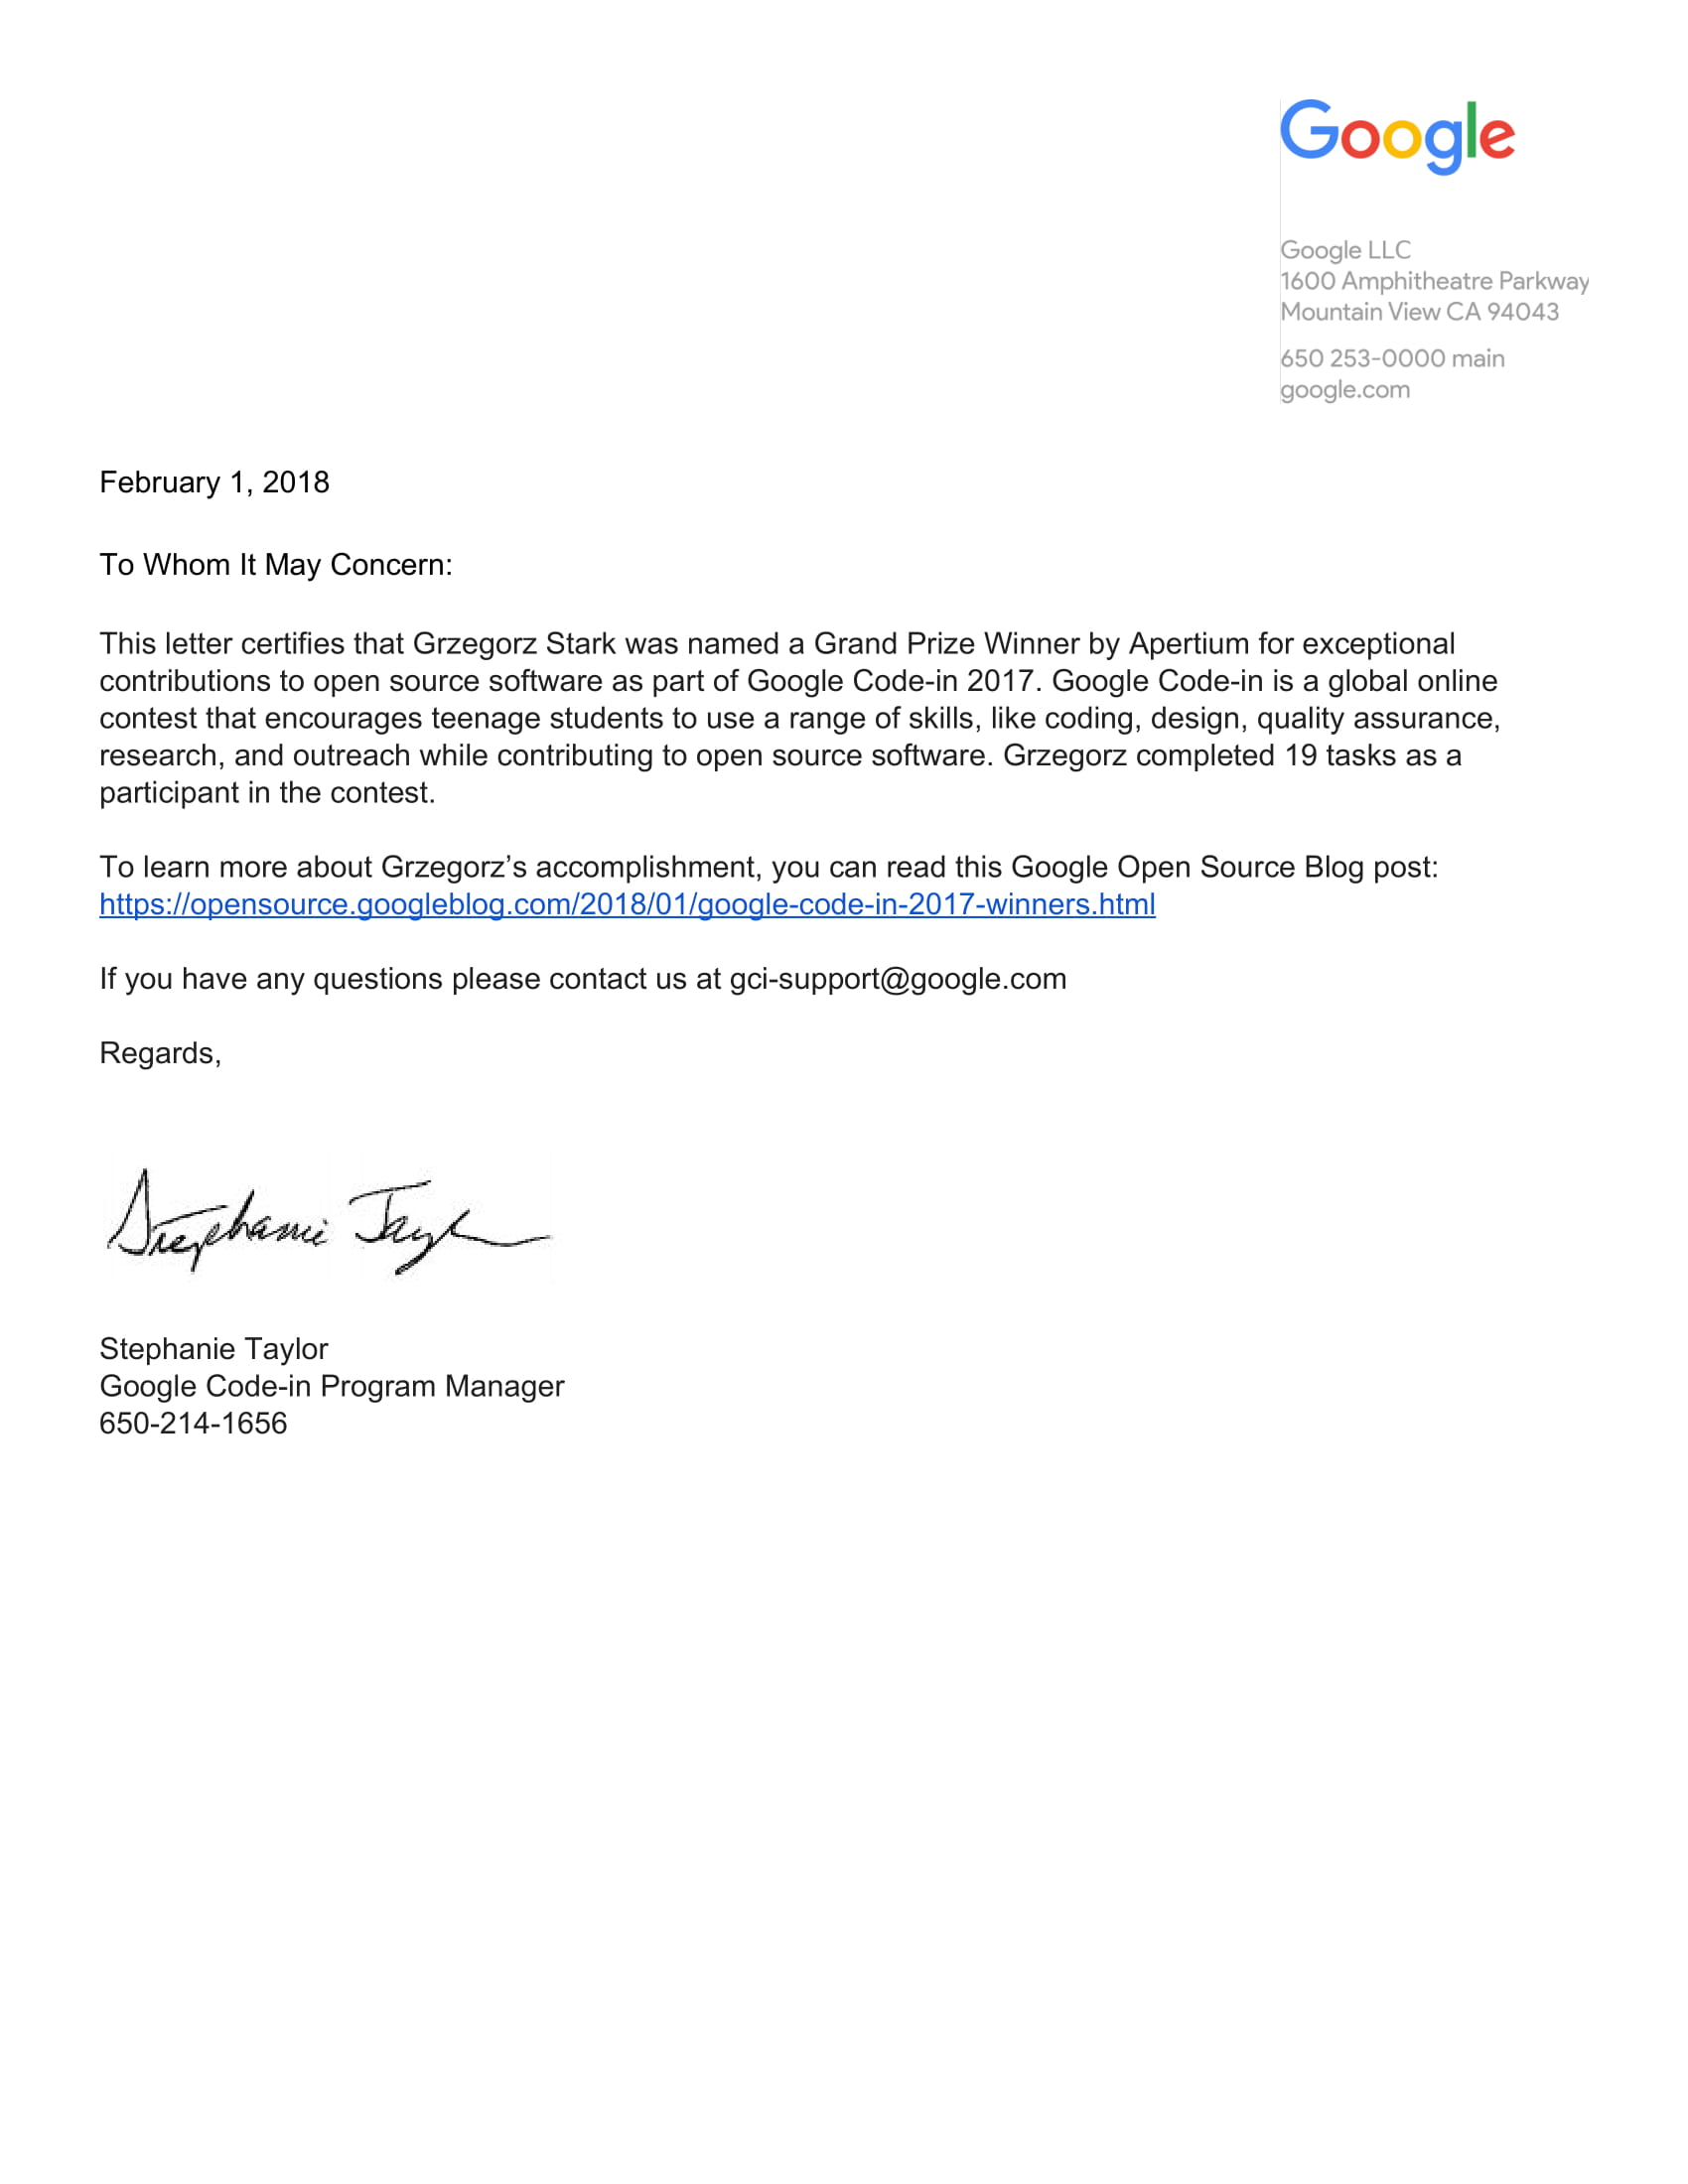 Google
Google LLC
1600 Amphitheatre Parkway
Mountain View CA 94043
650 253-0000 main
google.com
February 1, 2018
To Whom It May Concern:
This letter certifies that Grzegorz Stark was named a Grand Prize Winner by Apertium for exceptional
contributions to open source software as part of Google Code-in 2017. Google Code-in is a global online
contest that encourages teenage students to use a range of skills, like coding, design, quality assurance,
research, and outreach while contributing to open source software. Grzegorz completed 19 tasks as a
participant in the contest.
To learn more about Grzegorz’s accomplishment, you can read this Google Open Source Blog post:
https://opensource.googleblog.com/2018/01/google-code-in-2017-winners.html
If you have any questions please contact us at gci-support@google.com
Regards,
Stephanie Taylor
Stephanie Taylor
Google Code-in Program Manager
650-214-1656